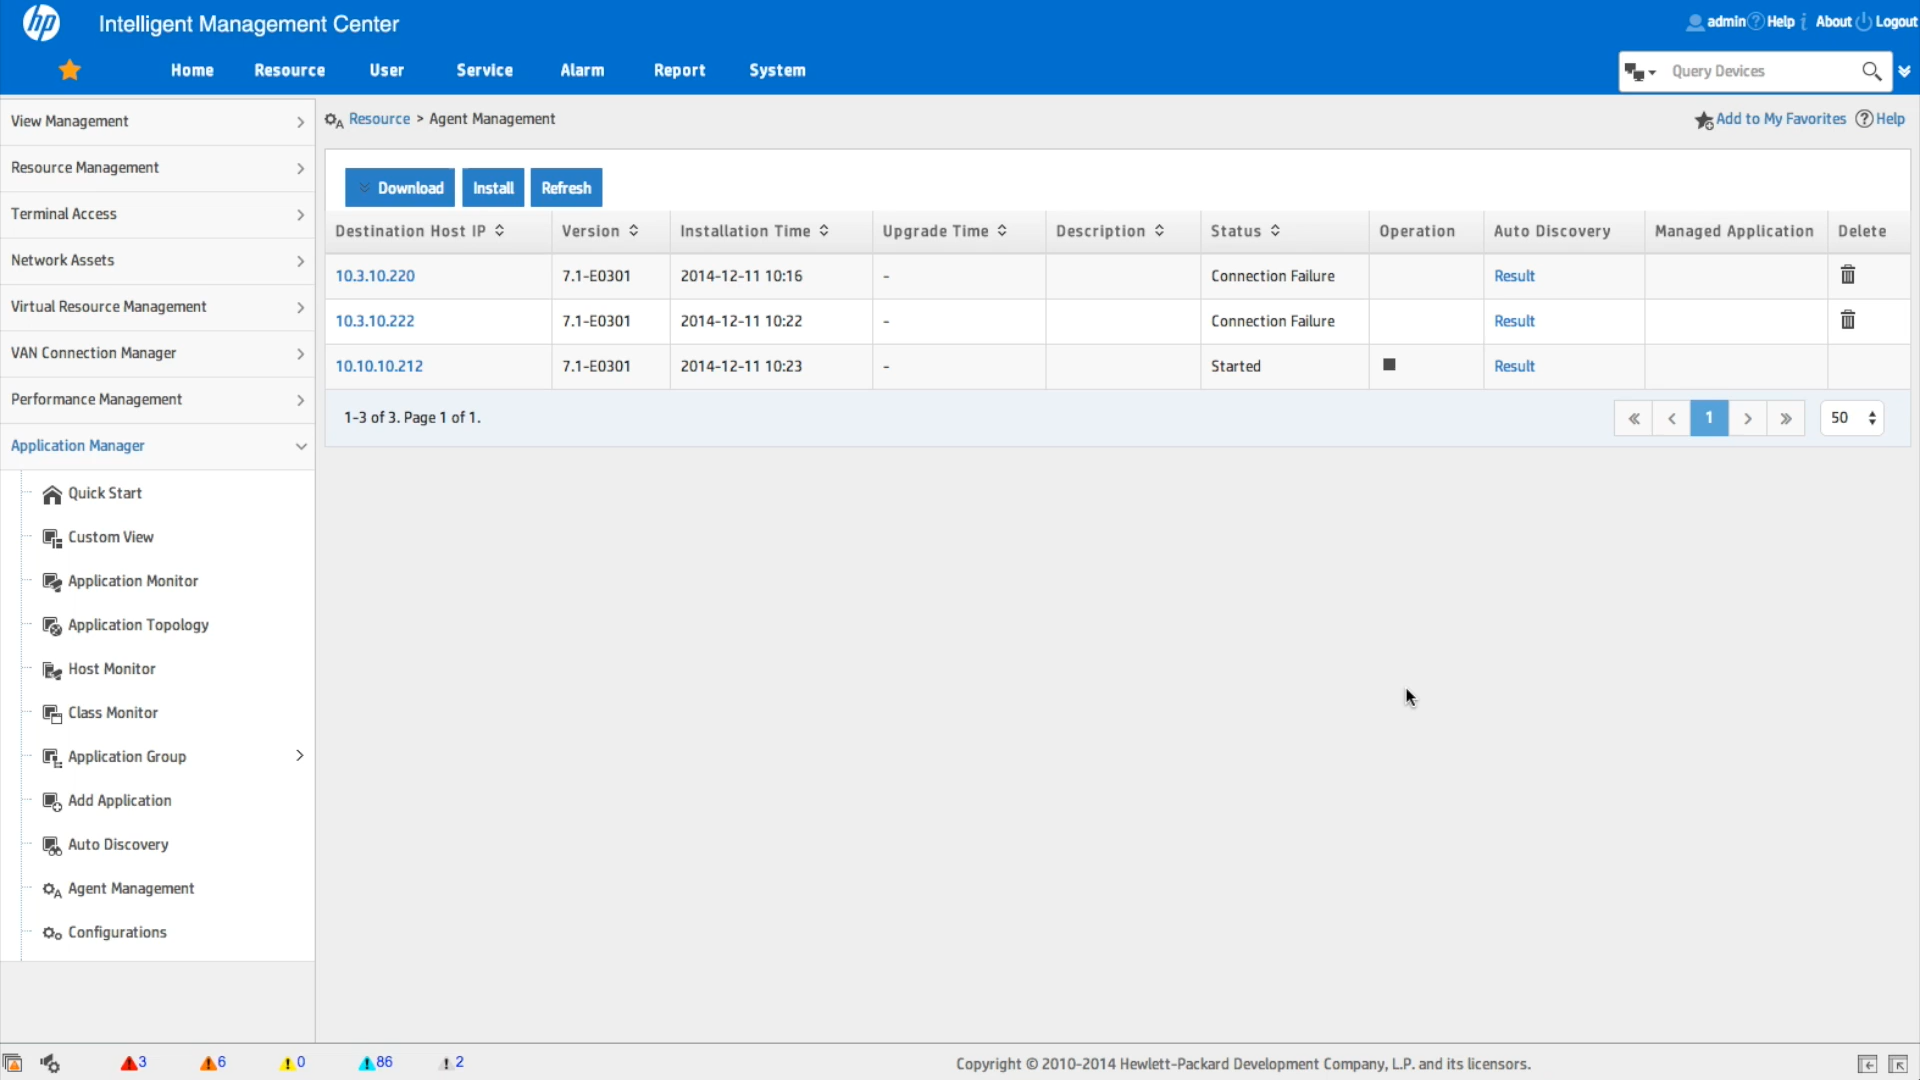 hp Intelligent Management Center
admin Help About Logout
Home Resource User Service Alarm Report System
Query Devices
View Management
Resource Management
Terminal Access
Network Assets
Virtual Resource Management
VAN Connection Manager
Performance Management
Application Manager
Quick Start
Custom View
Application Monitor
Application Topology
Host Monitor
Class Monitor
Application Group
Add Application
Auto Discovery
Agent Management
Configurations
Resource > Agent Management
Add to My Favorites Help
Download Install Refresh
Destination Host IP Version Installation Time Upgrade Time Description Status Operation Auto Discovery Managed Application Delete
10.3.10.220 7.1-E0301 2014-12-11 10:16 - Connection Failure Result
10.3.10.222 7.1-E0301 2014-12-11 10:22 - Connection Failure Result
10.10.10.212 7.1-E0301 2014-12-11 10:23 - Started Result
1-3 of 3. Page 1 of 1.
« < 1 > » 50
3 6 0 86 2
Copyright © 2010-2014 Hewlett-Packard Development Company, L.P. and its licensors.